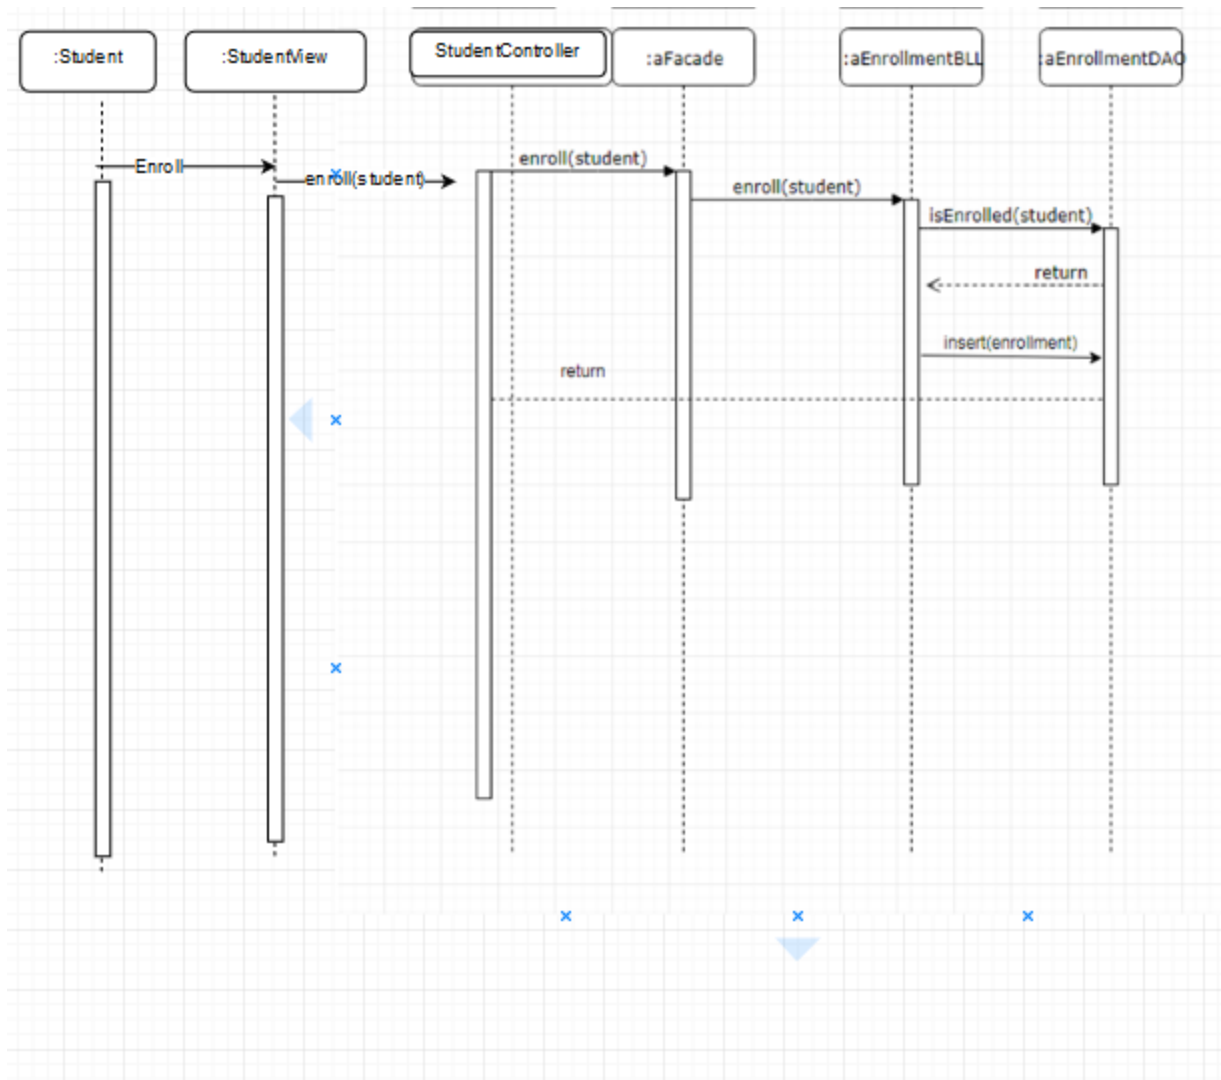 :Student
:StudentView
StudentController
:aFacade
:aEnrollmentBLL
:aEnrollmentDAO
enroll(student)
Enroll
enroll(student)
enroll(student)
isEnrolled(student)
return
insert(enrollment)
return